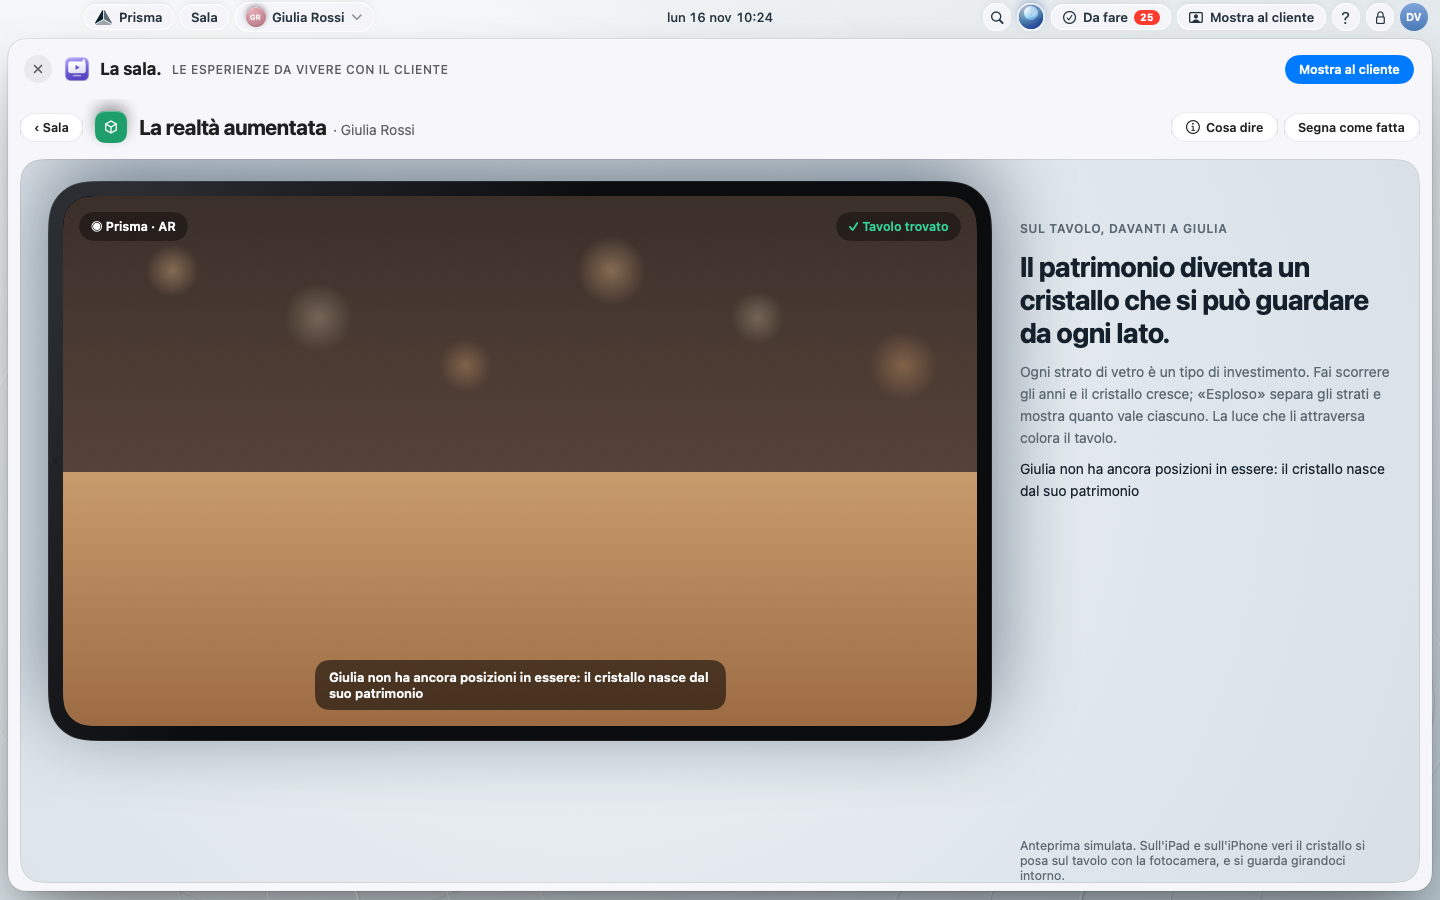 Prisma
Sala
GR Giulia Rossi
lun 16 nov 10:24
Da fare 25
Mostra al cliente
?
DV
La sala. LE ESPERIENZE DA VIVERE CON IL CLIENTE
Mostra al cliente
‹ Sala
La realtà aumentata · Giulia Rossi
Cosa dire
Segna come fatta
Prisma · AR
Tavolo trovato
Giulia non ha ancora posizioni in essere: il cristallo nasce dal
suo patrimonio
SUL TAVOLO, DAVANTI A GIULIA
Il patrimonio diventa un
cristallo che si può guardare
da ogni lato.
Ogni strato di vetro è un tipo di investimento. Fai scorrere
gli anni e il cristallo cresce; «Esploso» separa gli strati e
mostra quanto vale ciascuno. La luce che li attraversa
colora il tavolo.
Giulia non ha ancora posizioni in essere: il cristallo nasce
dal suo patrimonio
Anteprima simulata. Sull'iPad e sull'iPhone veri il cristallo si
posa sul tavolo con la fotocamera, e si guarda girandoci
intorno.